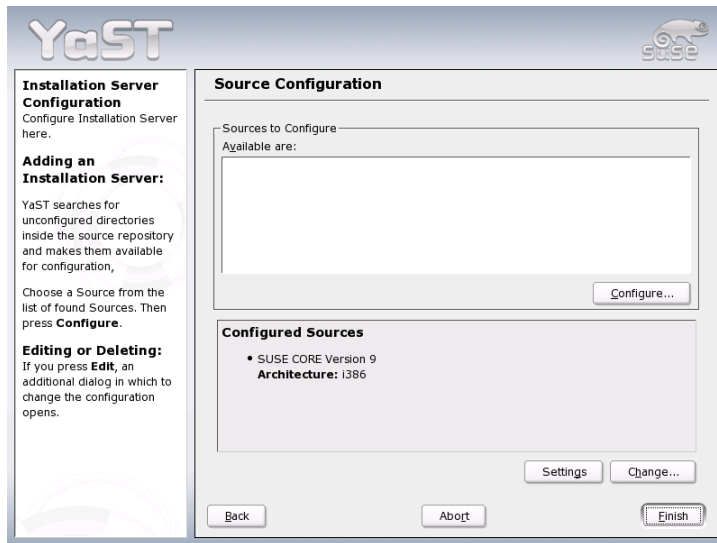 YaST
SUSE
Installation Server
Configuration
Configure Installation Server
here.
Adding an
Installation Server:
YaST searches for
unconfigured directories
inside the source repository
and makes them available
for configuration,
Choose a Source from the
list of found Sources. Then
press Configure.
Editing or Deleting:
If you press Edit, an
additional dialog in which to
change the configuration
opens.
Source Configuration
Sources to Configure
Available are:
Configure...
Configured Sources
• SUSE CORE Version 9
Architecture: i386
Settings
Change...
Back
Abort
Finish